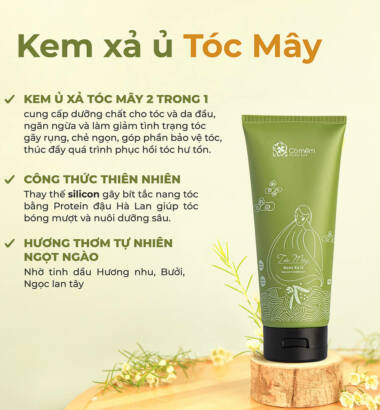 Kem xả ủ Tóc Mây
KEM Ủ XẢ TÓC MÂY 2 TRONG 1
cung cấp dưỡng chất cho tóc và da đầu,
ngăn ngừa và làm giảm tình trạng tóc
gãy rụng, chẻ ngọn, góp phần bảo vệ tóc,
thúc đẩy quá trình phục hồi tóc hư tổn.
CÔNG THỨC THIÊN NHIÊN
Thay thế silicon gây bít tắc nang tóc
bằng Protein đậu Hà Lan giúp tóc
bóng mượt và nuôi dưỡng sâu.
HƯƠNG THƠM TỰ NHIÊN
NGỌT NGÀO
Nhờ tinh dầu Hương nhu, Bưởi,
Ngọc lan tây
Cỏ mềm
Tóc Mây